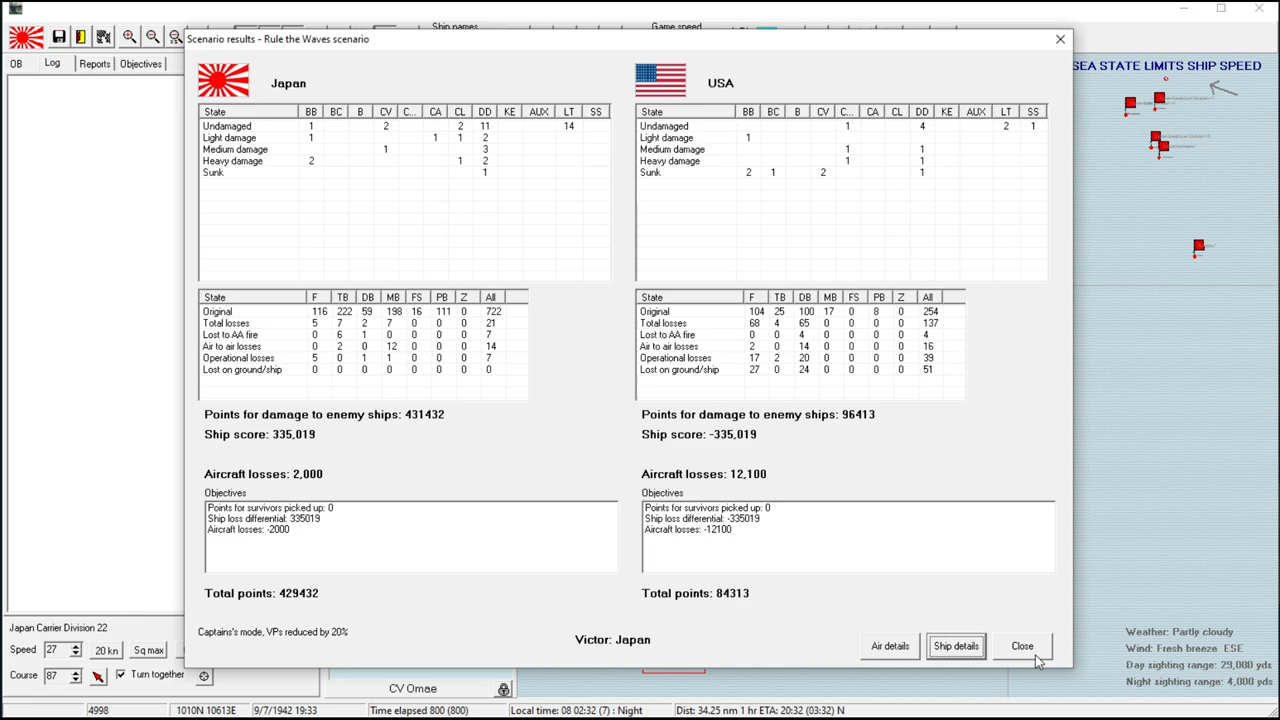 Ship names
Game speed
OB Log Reports Objectives
Scenario results - Rule the Waves scenario
SEA STATE LIMITS SHIP SPEED
Japan
State BB BC B CV C... CA CL DD KE AUX LT SS
Undamaged 1 2 2 11 14
Light damage 1 1 1 2
Medium damage 1 3
Heavy damage 2 1 2
Sunk 1
USA
State BB BC B CV C... CA CL DD KE AUX LT SS
Undamaged 1 4 2 1
Light damage 1
Medium damage 1 1
Heavy damage 1 1
Sunk 2 1 2 1
State F TB DB MB FS PB Z All
Original 116 222 59 198 16 111 0 722
Total losses 5 7 2 7 0 0 0 21
Lost to AA fire 0 6 1 0 0 0 0 7
Air to air losses 0 2 0 12 0 0 0 14
Operational losses 5 0 1 1 0 0 0 7
Lost on ground/ship 0 0 0 0 0 0 0 0
State F TB DB MB FS PB Z All
Original 104 25 100 17 0 8 0 254
Total losses 68 4 65 0 0 0 0 137
Lost to AA fire 0 0 4 0 0 0 0 4
Air to air losses 2 0 14 0 0 0 0 16
Operational losses 17 2 20 0 0 0 0 39
Lost on ground/ship 27 0 24 0 0 0 0 51
Points for damage to enemy ships: 431432
Ship score: 335,019
Aircraft losses: 2,000
Objectives
Points for survivors picked up: 0
Ship loss differential: 335019
Aircraft losses: -2000
Total points: 429432
Points for damage to enemy ships: 96413
Ship score: -335,019
Aircraft losses: 12,100
Objectives
Points for survivors picked up: 0
Ship loss differential: -335019
Aircraft losses: -12100
Total points: 84313
Captains's mode, VPs reduced by 20%
Victor: Japan
Air details Ship details Close
Japan Carrier Division 22
Speed 27 20 kn Sq max
Course 87 Turn together
CV Omae
Weather: Partly cloudy
Wind: Fresh breeze ESE
Day sighting range: 29,000 yds
Night sighting range: 4,000 yds
4998 1010N 10613E 9/7/1942 19:33 Time elapsed 800 (800) Local time: 08 02:32 (7) : Night Dist: 34.25 nm 1 hr ETA: 20:32 (03:32) N